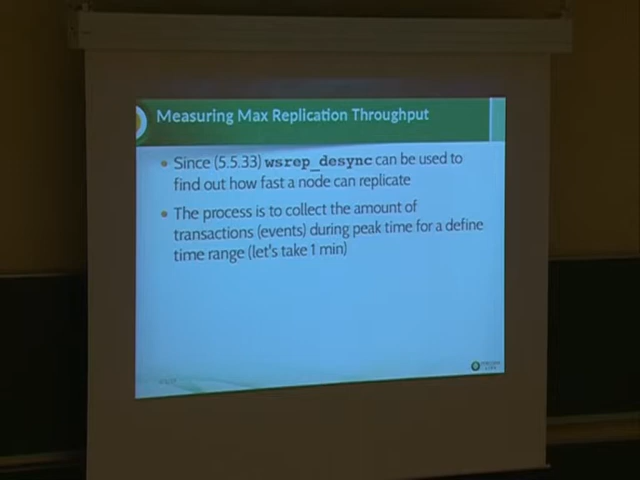 Measuring Max Replication Throughput
• Since (5.5.33) wsrep_desync can be used to
find out how fast a node can replicate
• The process is to collect the amount of
transactions (events) during peak time for a define
time range (let's take 1 min)